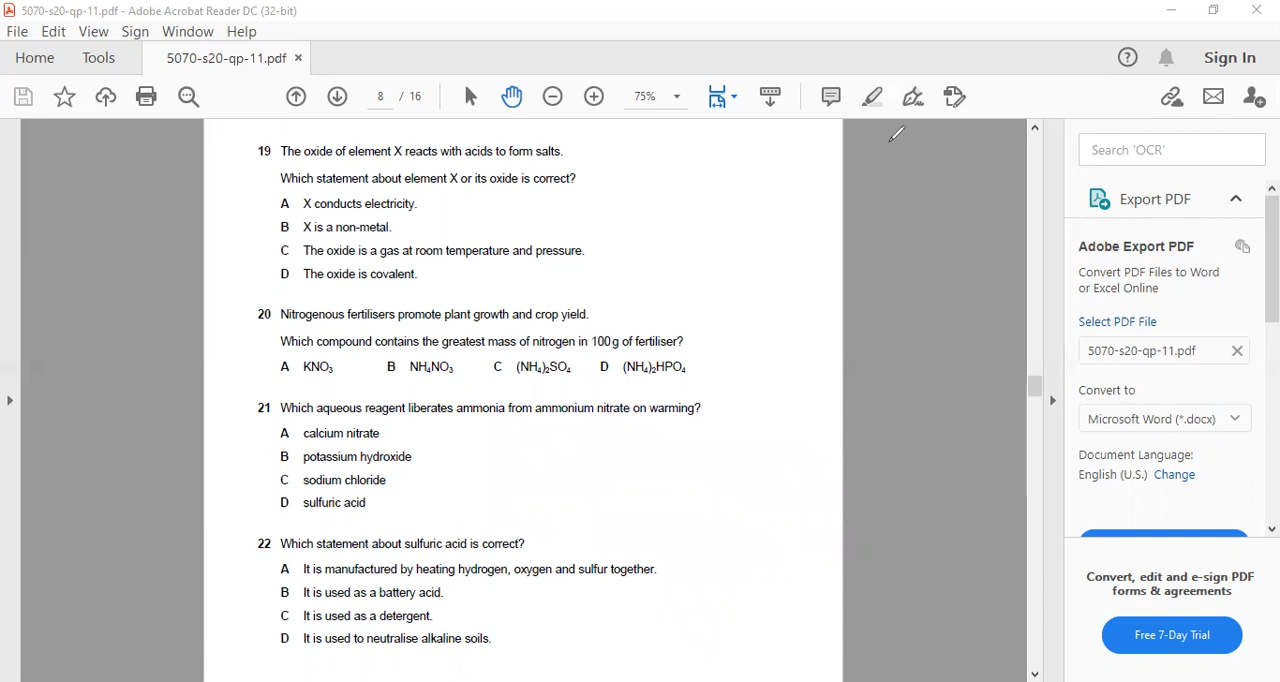 5070-s20-qp-11.pdf - Adobe Acrobat Reader DC (32-bit)
File Edit View Sign Window Help
Home Tools 5070-s20-qp-11.pdf × Sign In
8 / 16 75%
19 The oxide of element X reacts with acids to form salts.
Which statement about element X or its oxide is correct?
A X conducts electricity.
B X is a non-metal.
C The oxide is a gas at room temperature and pressure.
D The oxide is covalent.
20 Nitrogenous fertilisers promote plant growth and crop yield.
Which compound contains the greatest mass of nitrogen in 100 g of fertiliser?
A KNO₃ B NH₄NO₃ C (NH₄)₂SO₄ D (NH₄)₂HPO₄
21 Which aqueous reagent liberates ammonia from ammonium nitrate on warming?
A calcium nitrate
B potassium hydroxide
C sodium chloride
D sulfuric acid
22 Which statement about sulfuric acid is correct?
A It is manufactured by heating hydrogen, oxygen and sulfur together.
B It is used as a battery acid.
C It is used as a detergent.
D It is used to neutralise alkaline soils.
Search 'OCR'
Export PDF
Adobe Export PDF
Convert PDF Files to Word
or Excel Online
Select PDF File
5070-s20-qp-11.pdf
Convert to
Microsoft Word (*.docx)
Document Language:
English (U.S.) Change
Convert, edit and e-sign PDF
forms & agreements
Free 7-Day Trial